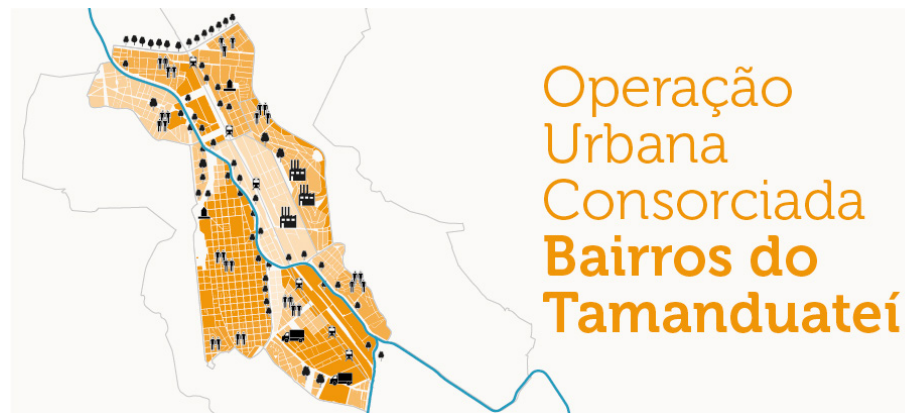 Operação
Urbana
Consorciada
Bairros do
Tamanduateí